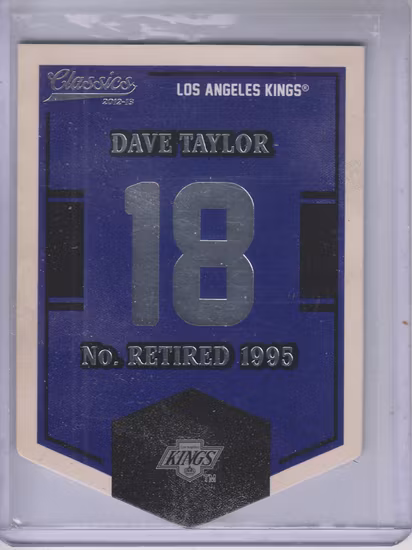 Classics
2012-13
LOS ANGELES KINGS®
DAVE TAYLOR
18
No. RETIRED 1995
KINGS
TM